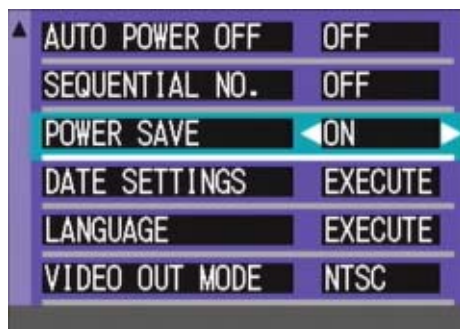 AUTO POWER OFF OFF
SEQUENTIAL NO. OFF
POWER SAVE ON
DATE SETTINGS EXECUTE
LANGUAGE EXECUTE
VIDEO OUT MODE NTSC